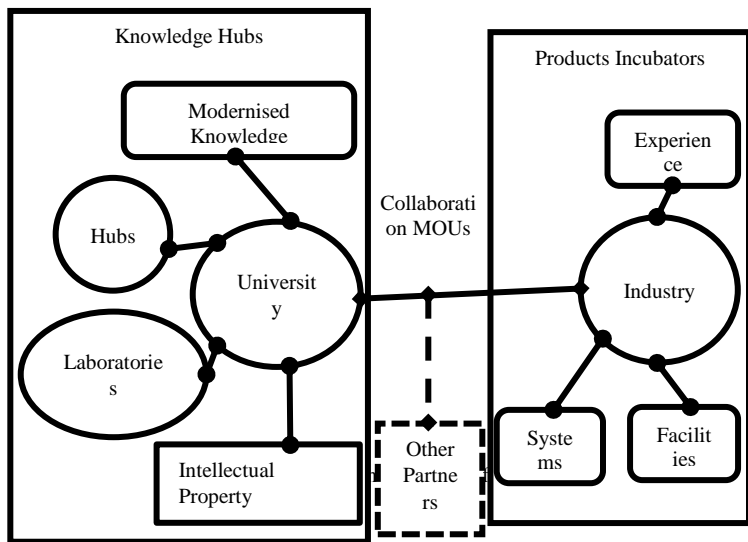 Knowledge Hubs
Modernised
Knowledge
Hubs
Universit
y
Laboratorie
s
Intellectual
Property
Collaborati
on MOUs
Other
Partne
rs
Products Incubators
Experien
ce
Industry
Syste
ms
Facilit
ies